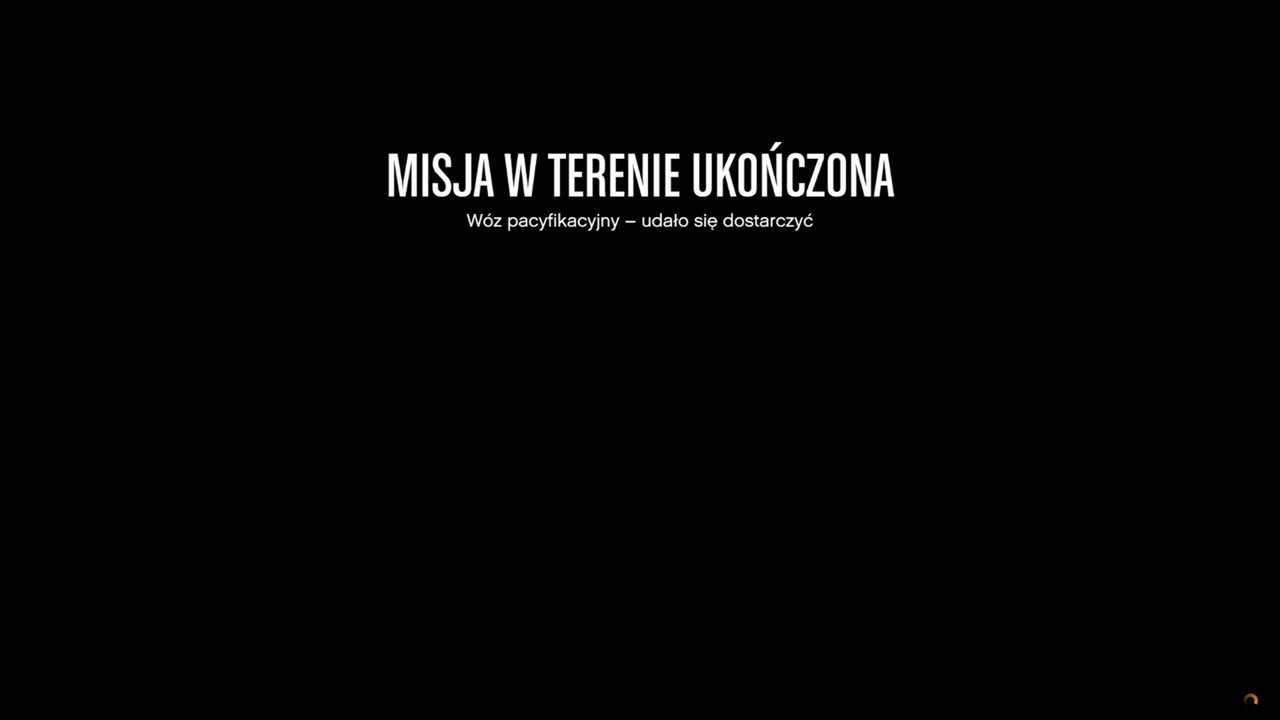 MISJA W TERENIE UKOŃCZONA
Wóz pacyfikacyjny – udało się dostarczyć